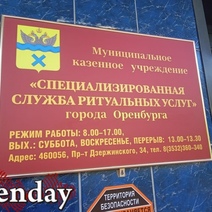 Муниципальное
казенное учреждение
«СПЕЦИАЛИЗИРОВАННАЯ
СЛУЖБА РИТУАЛЬНЫХ УСЛУГ»
города Оренбурга
РЕЖИМ РАБОТЫ: 8.00-17.00,
ВЫХ.: СУББОТА, ВОСКРЕСЕНЬЕ, ПЕРЕРЫВ: 13.00-13.30
Адрес: 460056, Пр-т Дзержинского, 34, тел. 8(3532)360-340
enday
ТЕРРИТОРИЯ
БЕЗОПАСНОСТИ